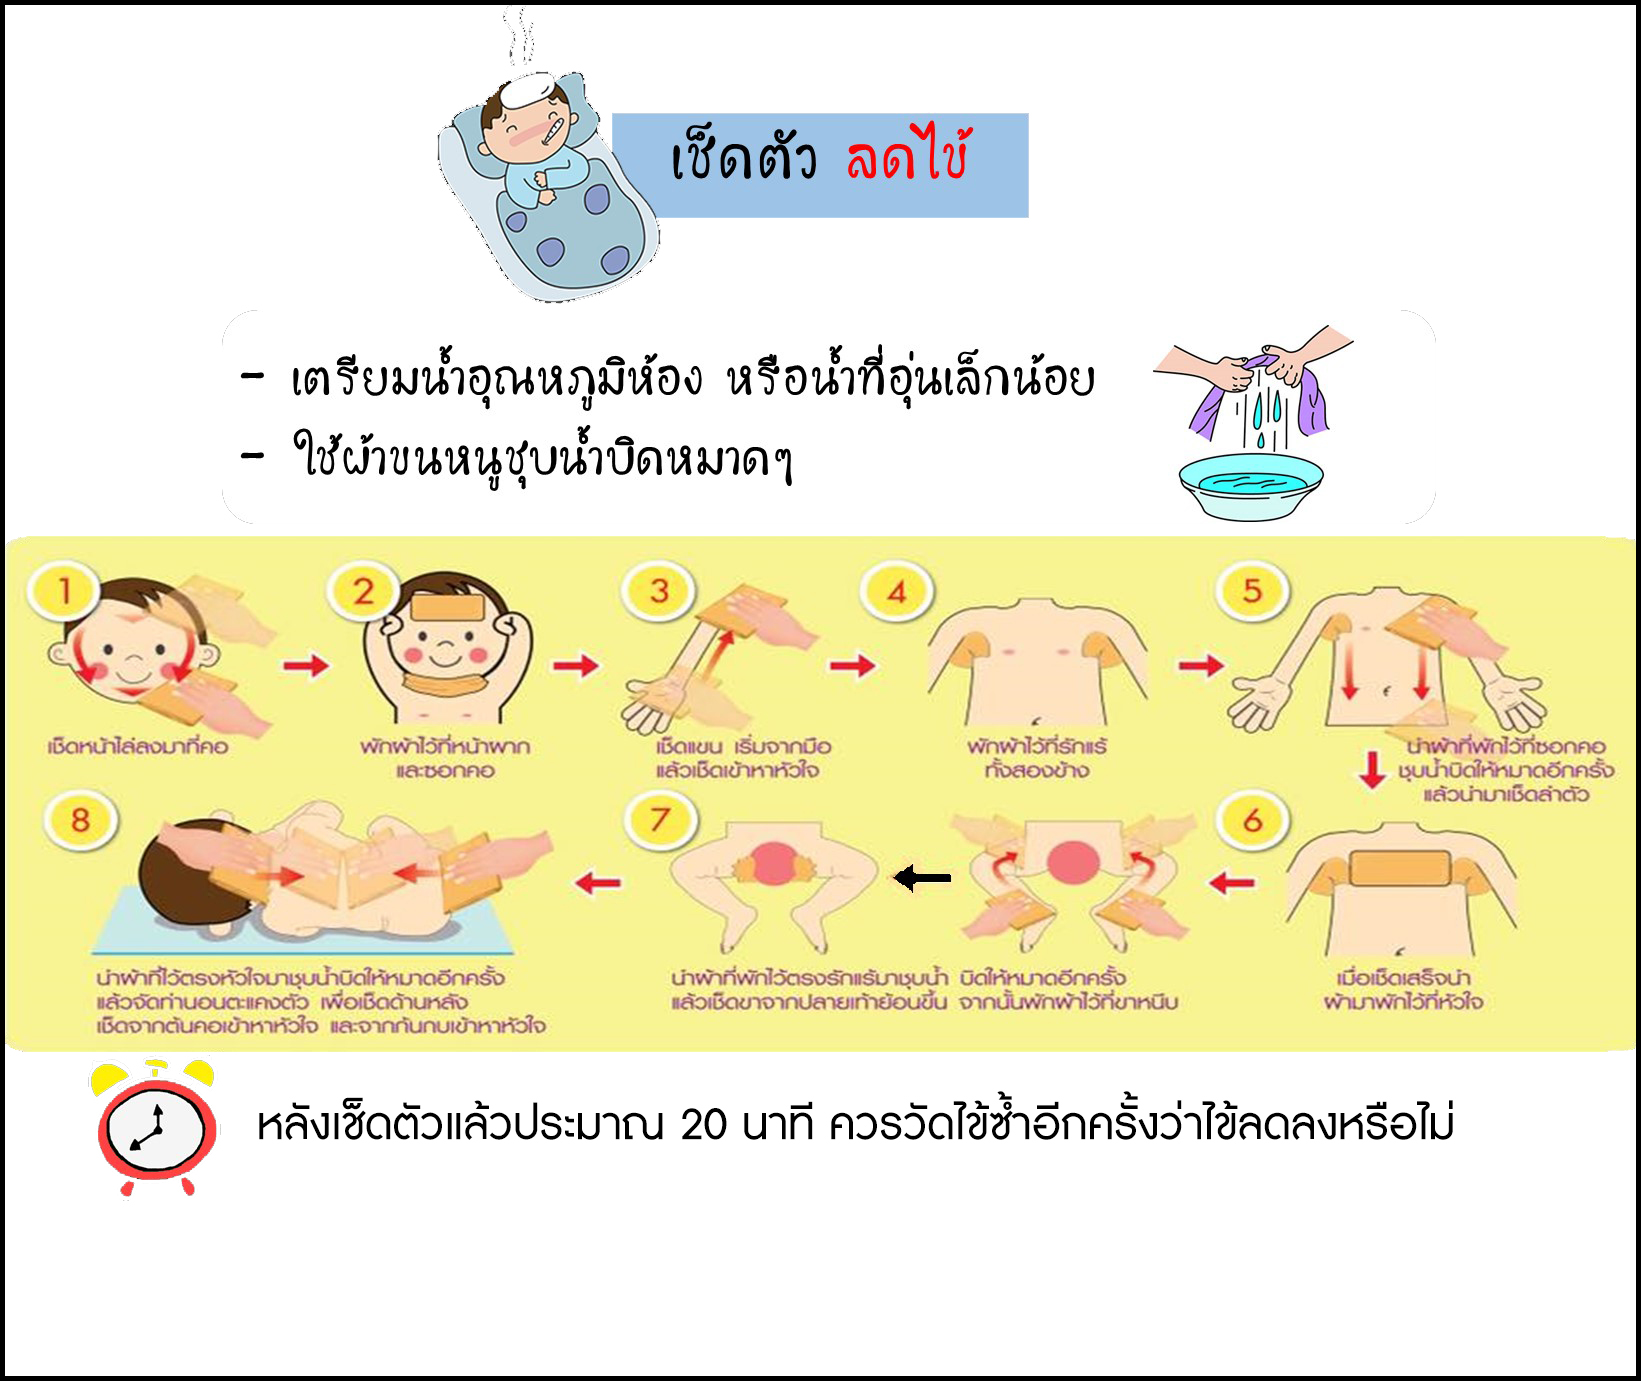 เช็ดตัว ลดไข้
- เตรียมน้ำอุณหภูมิห้อง หรือน้ำที่อุ่นเล็กน้อย
- ใช้ผ้าขนหนูชุบน้ำบิดหมาดๆ
1
เช็ดหน้าไล่ลงมาที่คอ
2
พักผ้าไว้ที่หน้าผาก
และซอกคอ
3
เช็ดแขน เริ่มจากมือ
แล้วเช็ดเข้าหาหัวใจ
4
พักผ้าไว้ที่รักแร้
ทั้งสองข้าง
5
นำผ้าที่พักไว้ที่ซอกคอ
ชุบน้ำบิดให้หมาดอีกครั้ง
แล้วนำมาเช็ดลำตัว
6
เมื่อเช็ดเสร็จนำ
ผ้ามาพักไว้ที่หัวใจ
7
นำผ้าที่พักไว้ตรงรักแร้มาชุบน้ำ บิดให้หมาดอีกครั้ง
แล้วเช็ดขาจากปลายเท้าย้อนขึ้น จากนั้นพักผ้าไว้ที่ขาหนีบ
8
นำผ้าที่ไว้ตรงหัวใจมาชุบน้ำบิดให้หมาดอีกครั้ง
แล้วจัดท่านอนตะแคงตัว เพื่อเช็ดด้านหลัง
เช็ดจากต้นคอเข้าหาหัวใจ และจากก้นกบเข้าหาหัวใจ
หลังเช็ดตัวแล้วประมาณ 20 นาที ควรวัดไข้ซ้ำอีกครั้งว่าไข้ลดลงหรือไม่